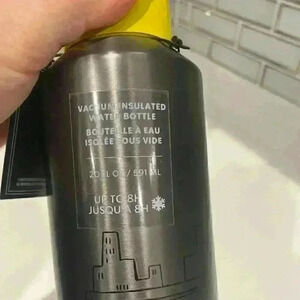 VACUUM INSULATED
WATER BOTTLE
BOUTEILLE À EAU
ISOLÉE SOUS VIDE
20 FL OZ / 591 ML
UP TO 8H
JUSQU'À 8H